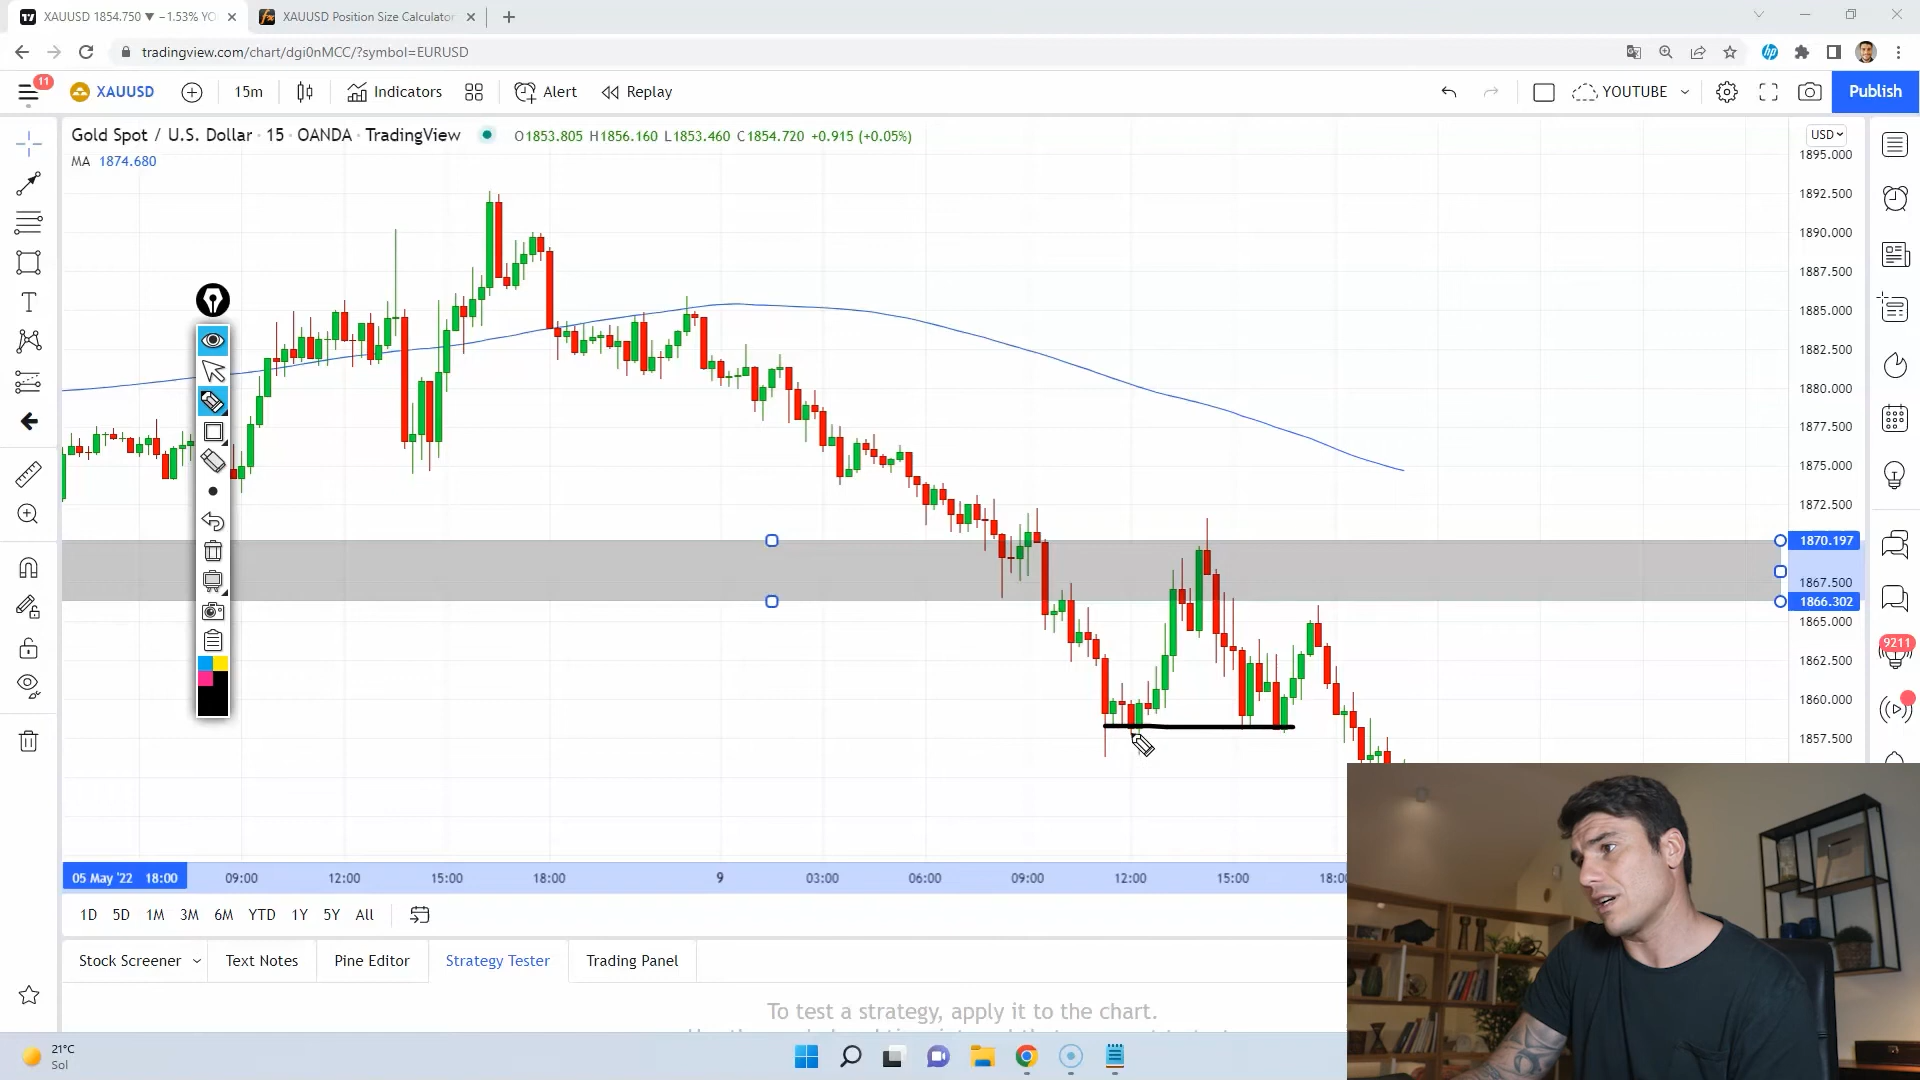 XAUUSD 1854.750 ▼ −1.53% YO
XAUUSD Position Size Calculator
tradingview.com/chart/dgi0nMCC/?symbol=EURUSD
11
XAUUSD
15m
Indicators
Alert
Replay
YOUTUBE
Publish
Gold Spot / U.S. Dollar · 15 · OANDA · TradingView
O1853.805 H1856.160 L1853.460 C1854.720 +0.915 (+0.05%)
MA 1874.680
USD
1895.000
1892.500
1890.000
1887.500
1885.000
1882.500
1880.000
1877.500
1875.000
1872.500
1870.197
1867.500
1866.302
1865.000
1862.500
1860.000
1857.500
9211
05 May '22 18:00
09:00
12:00
15:00
18:00
9
03:00
06:00
09:00
12:00
15:00
18:00
1D 5D 1M 3M 6M YTD 1Y 5Y All
Stock Screener
Text Notes
Pine Editor
Strategy Tester
Trading Panel
To test a strategy, apply it to the chart.
21°C
Sol